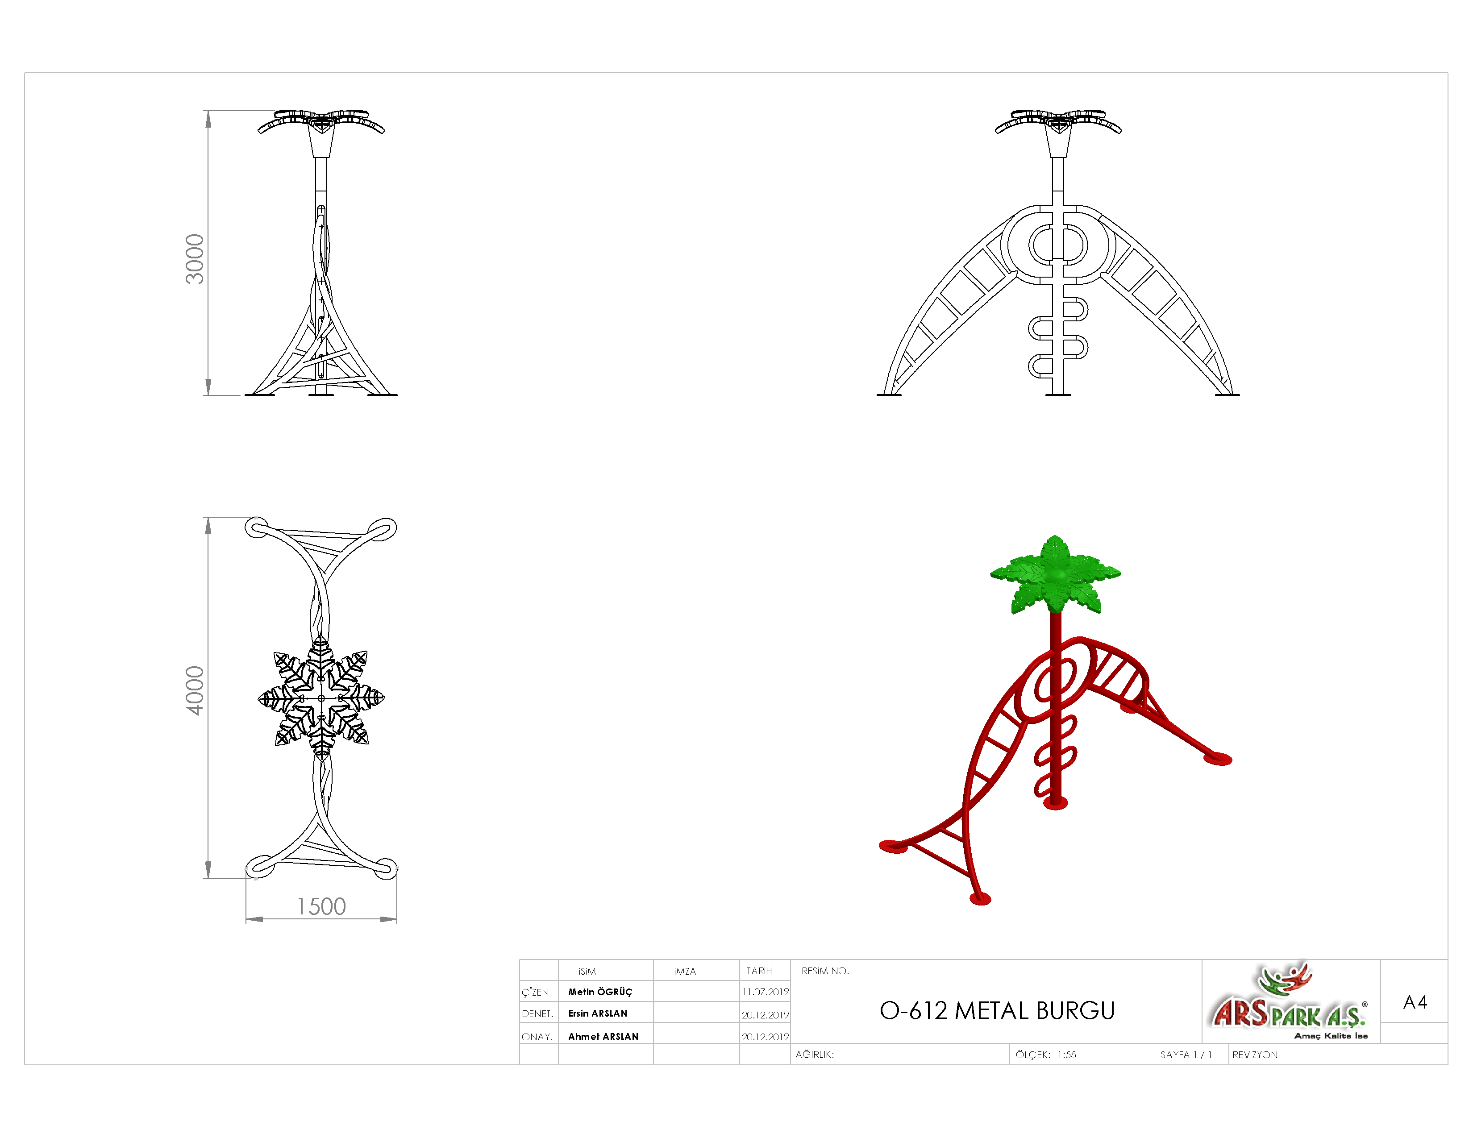 3000
4000
1500
İSİM
İMZA
TARİH
RESİM NO.
ÇİZEN.
Metin ÖGRÜÇ
11.07.2019
DENET.
Ersin ARSLAN
20.12.2019
ONAY.
Ahmet ARSLAN
20.12.2019
O-612 METAL BURGU
ARSPARK A.Ş.®
Amaç Kalite İse
A4
AĞIRLIK:
ÖLÇEK: 1:55
SAYFA 1 / 1
REVİZYON